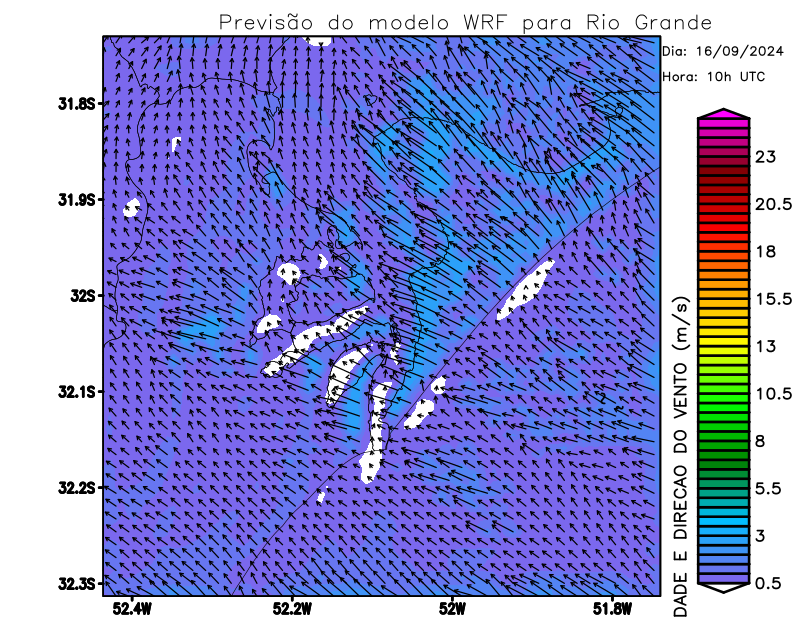 Previsão do modelo WRF para Rio Grande
Dia: 16/09/2024
Hora: 10h UTC
31.8S
31.9S
32S
32.1S
32.2S
32.3S
52.4W
52.2W
52W
51.8W
23
20.5
18
15.5
13
10.5
8
5.5
3
0.5
DADE E DIRECAO DO VENTO (m/s)